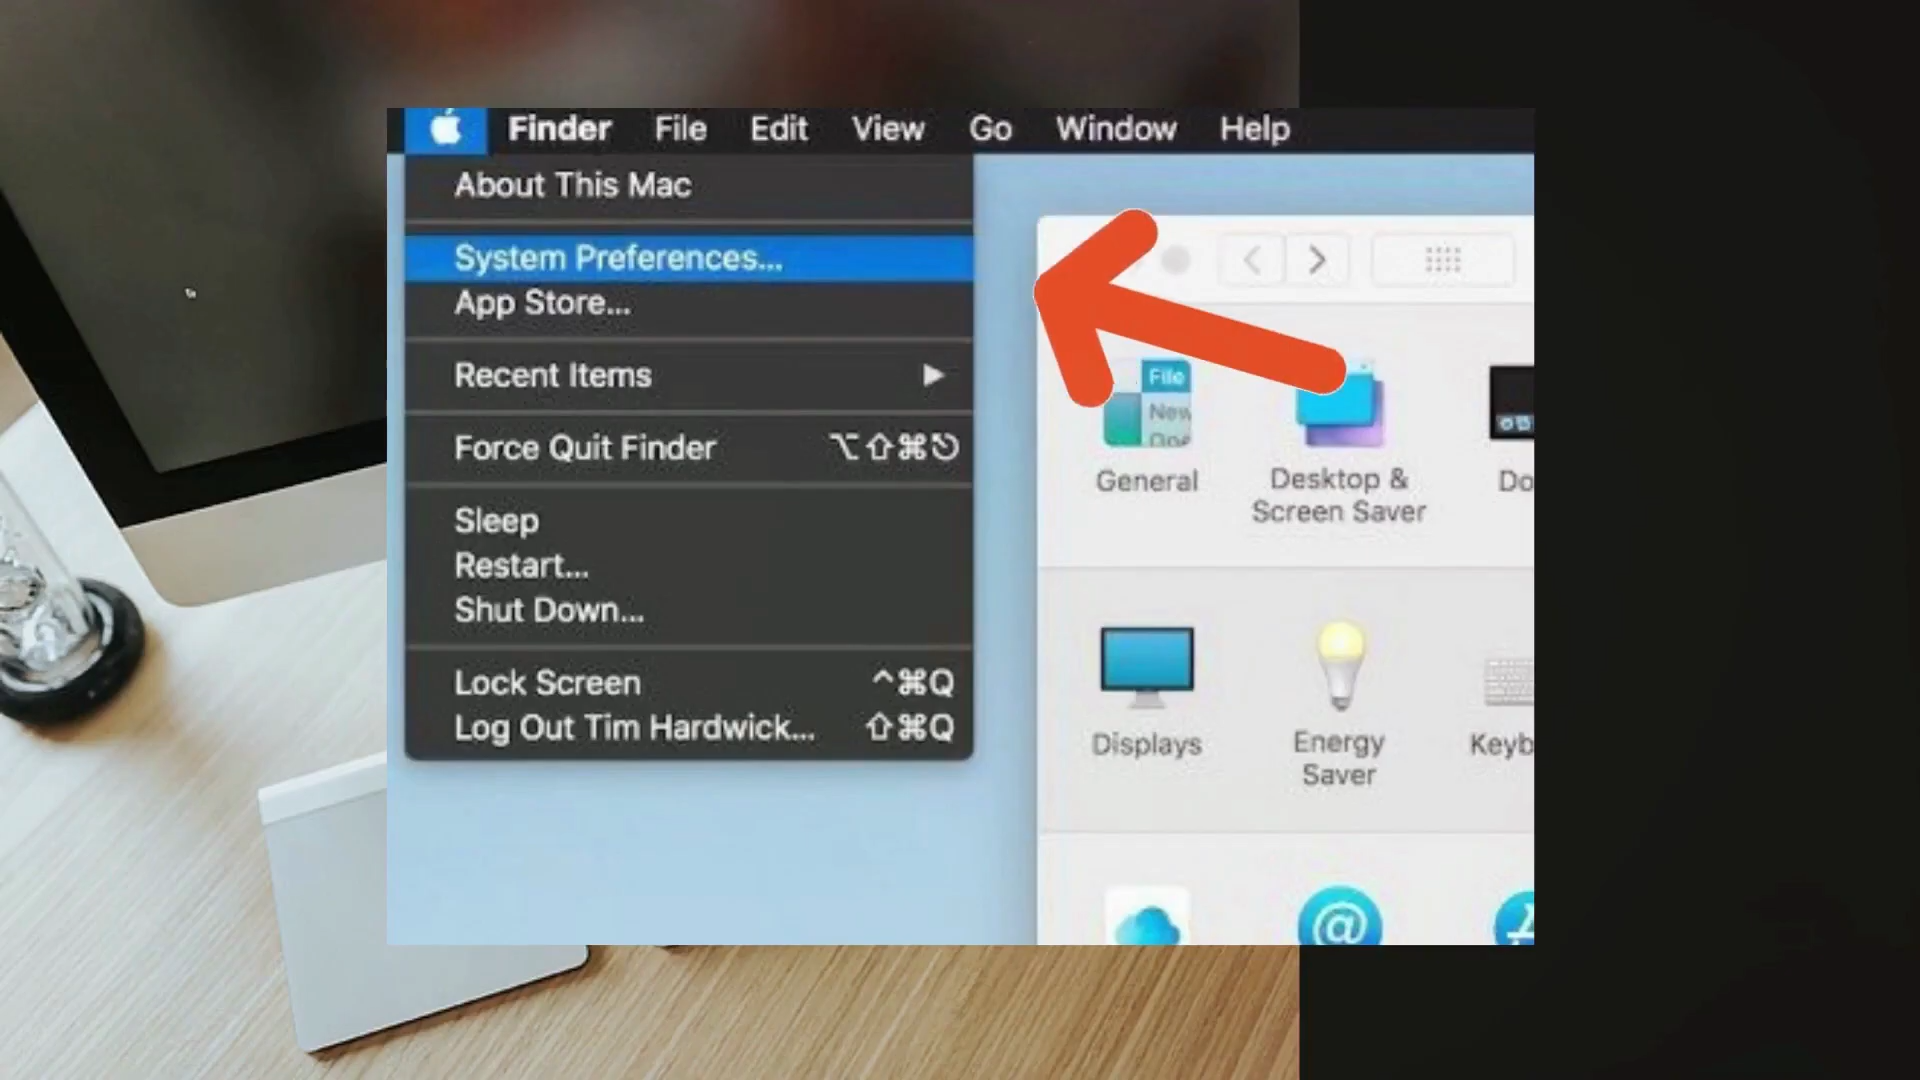 Finder File Edit View Go Window Help
About This Mac
System Preferences...
App Store...
Recent Items ▶
Force Quit Finder ⌥⇧⌘⎋
Sleep
Restart...
Shut Down...
Lock Screen ^⌘Q
Log Out Tim Hardwick... ⇧⌘Q
File
New
General
Desktop &
Screen Saver
Do
Displays
Energy
Saver
Keyb
@